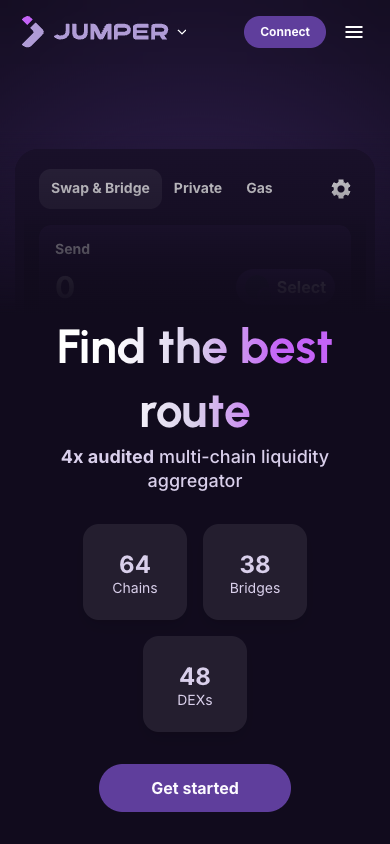 JUMPER
Connect
Swap & Bridge Private Gas
Send
0 Select
Find the best
route
4x audited multi-chain liquidity
aggregator
64 38
Chains Bridges
48
DEXs
Get started